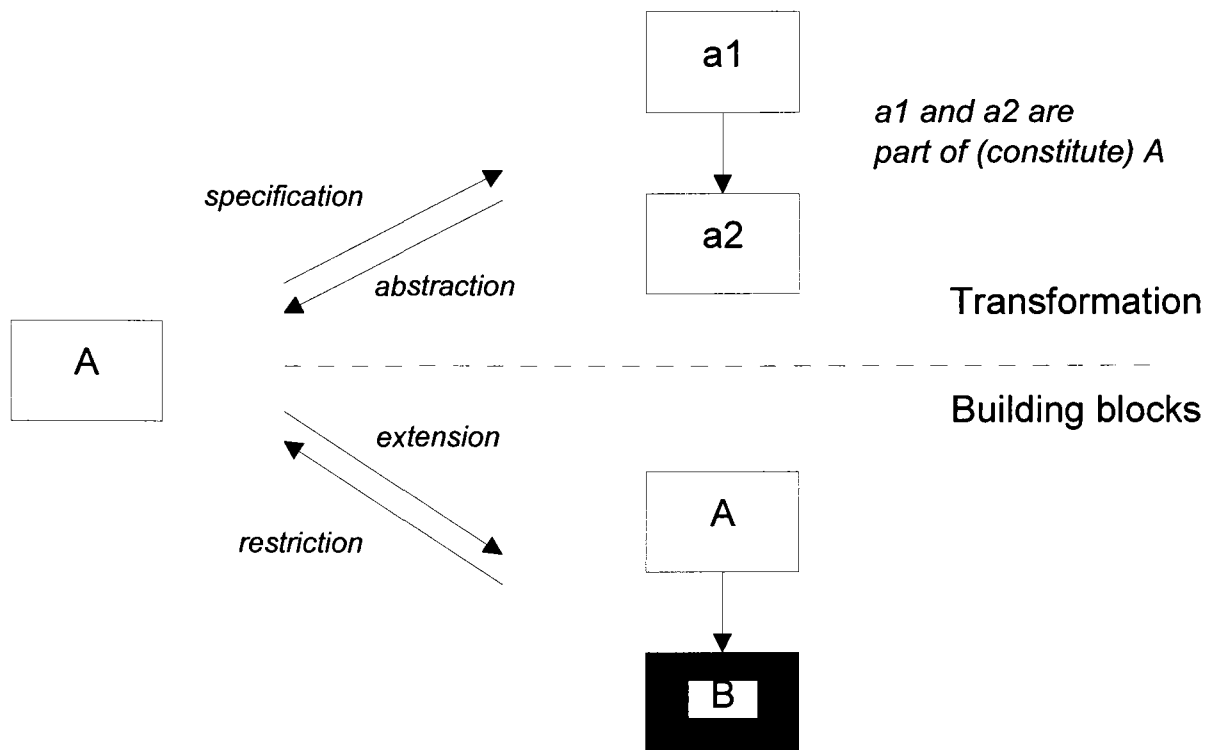 a1
a1 and a2 are
part of (constitute) A
specification
a2
abstraction
Transformation
A
Building blocks
extension
A
restriction
B